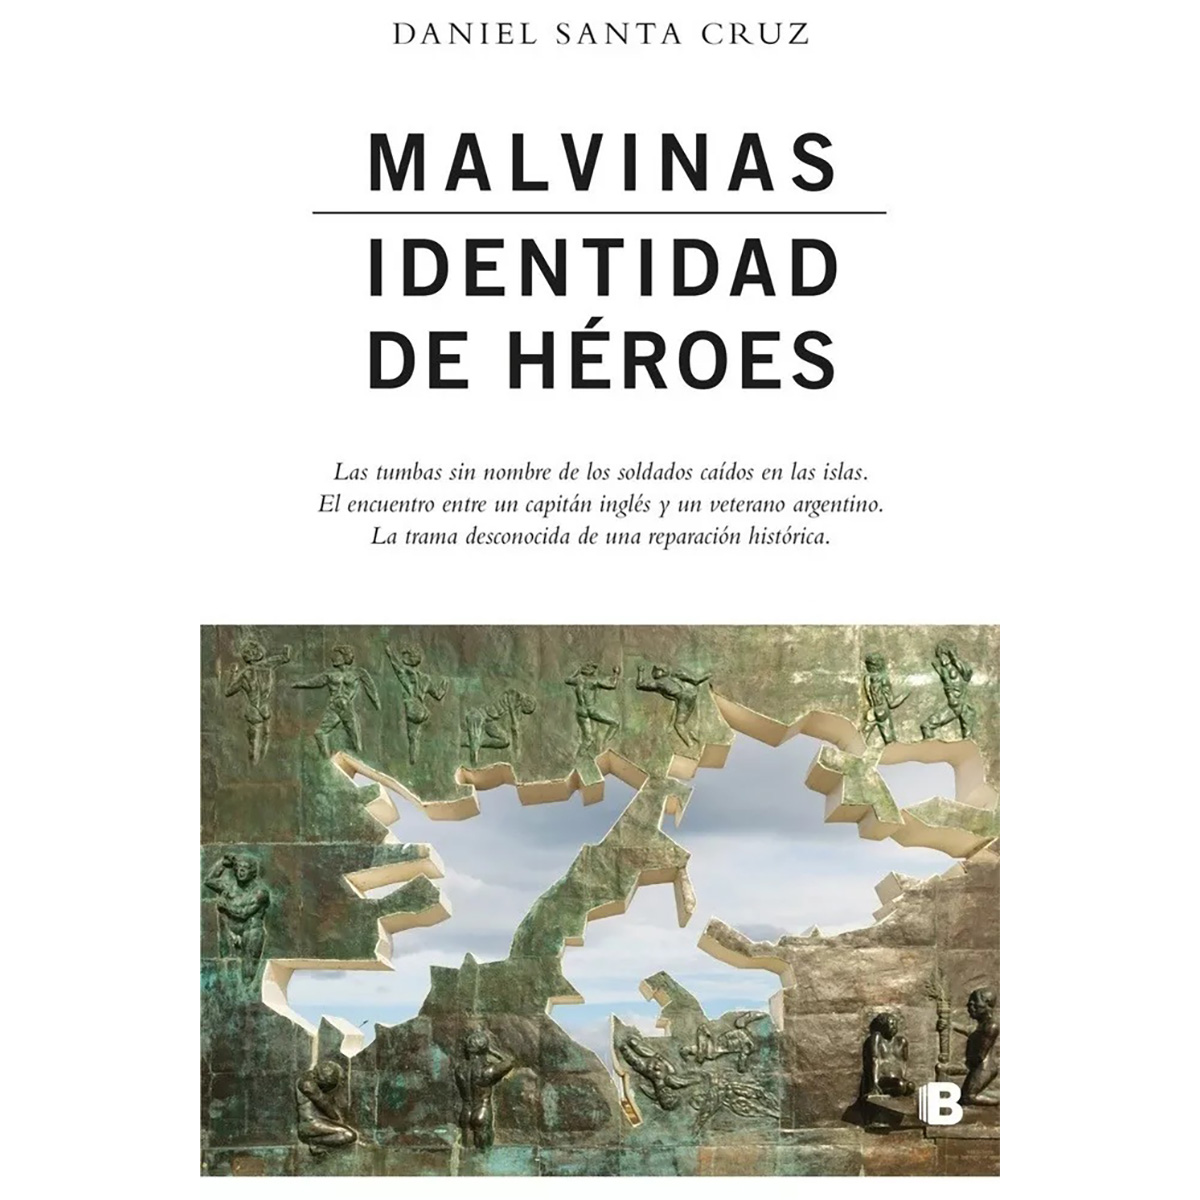 DANIEL SANTA CRUZ
MALVINAS
IDENTIDAD
DE HÉROES
Las tumbas sin nombre de los soldados caídos en las islas.
El encuentro entre un capitán inglés y un veterano argentino.
La trama desconocida de una reparación histórica.
B